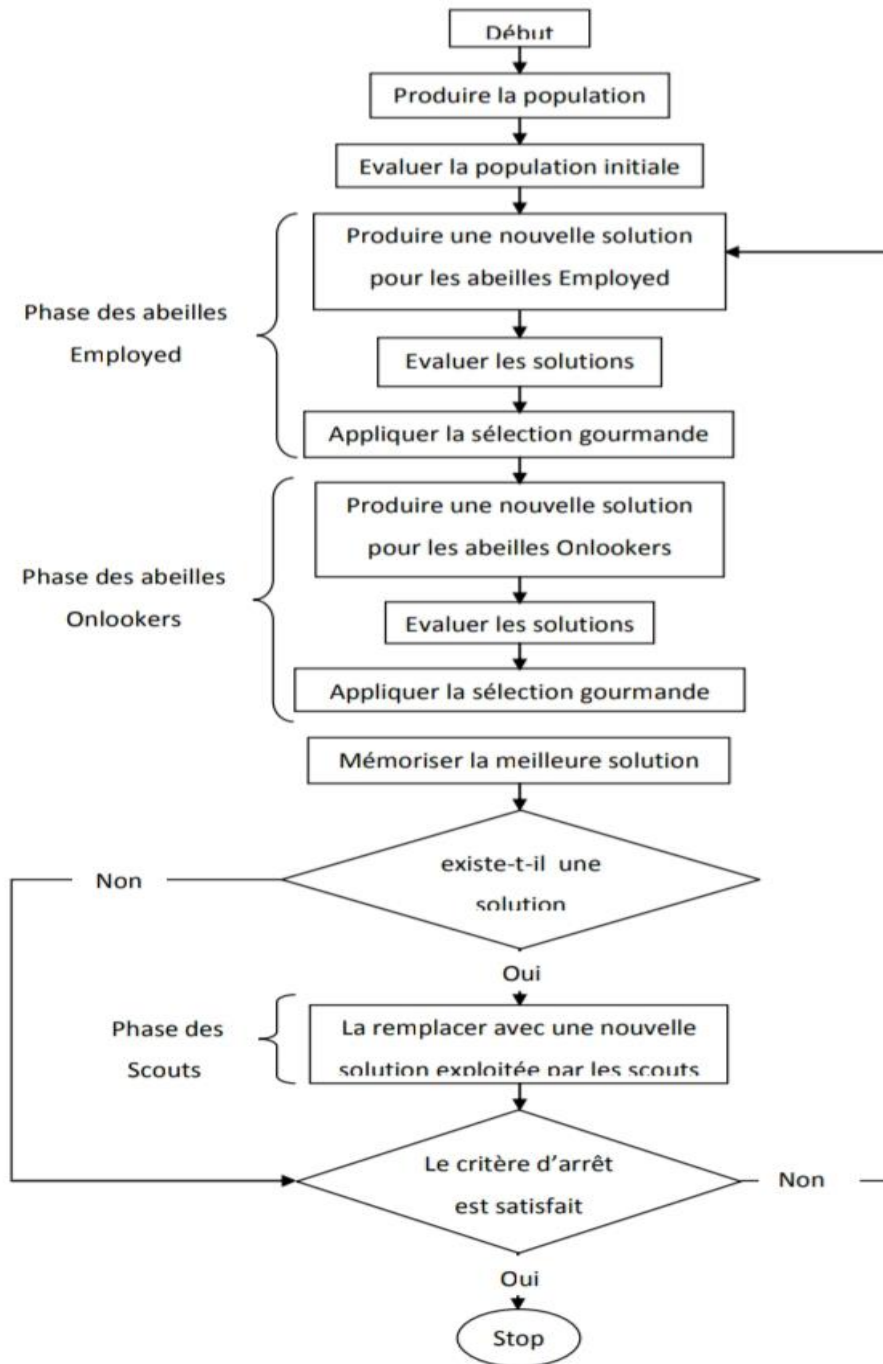 Début
Produire la population
Evaluer la population initiale
Produire une nouvelle solution
pour les abeilles Employed
Phase des abeilles
Employed
Evaluer les solutions
Appliquer la sélection gourmande
Produire une nouvelle solution
pour les abeilles Onlookers
Phase des abeilles
Onlookers
Evaluer les solutions
Appliquer la sélection gourmande
Mémoriser la meilleure solution
existe-t-il une
solution
Non
Oui
Phase des
Scouts
La remplacer avec une nouvelle
solution exploitée par les scouts
Le critère d’arrêt
est satisfait
Non
Oui
Stop